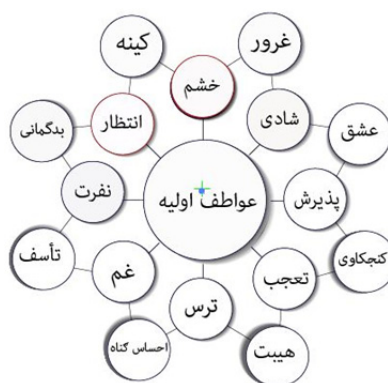 کینه
غرور
خشم
انتظار
شادی
بدگمانی
عشق
نفرت
عواطف اولیه
پذیرش
تأسف
کنجکاوی
غم
تعجب
ترس
احساس گناه
هیبت